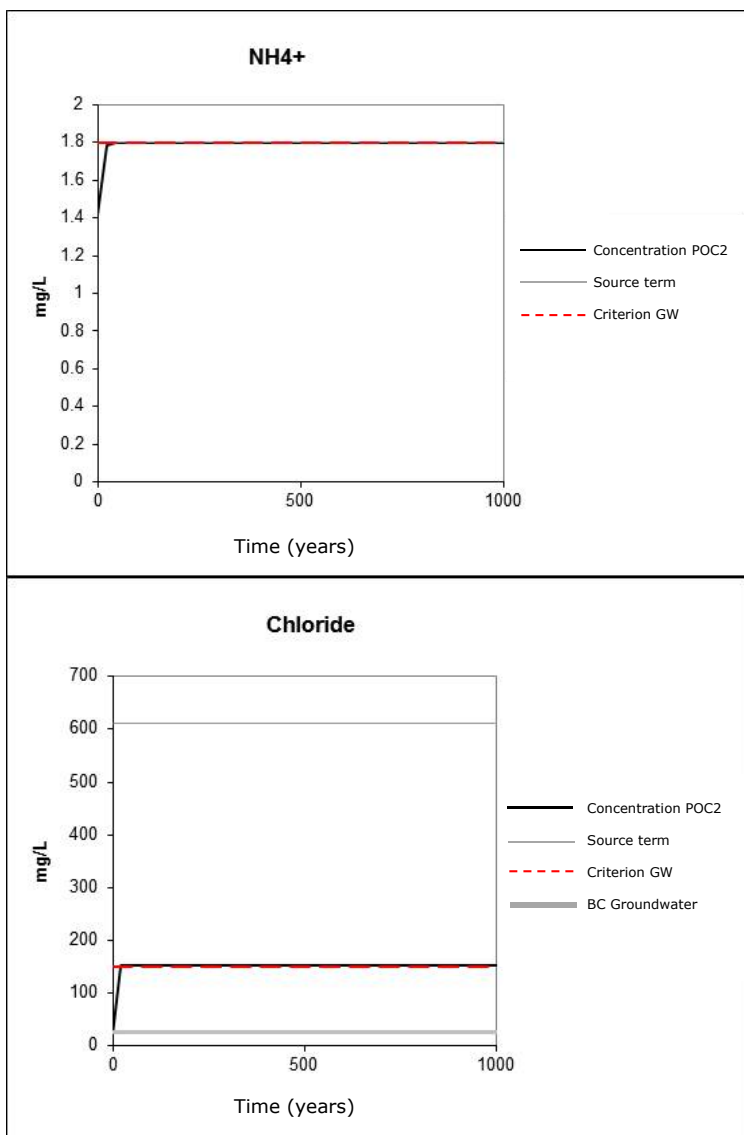 NH4+
2
1.8
1.6
1.4
1.2
1
0.8
0.6
0.4
0.2
0
mg/L
0 500 1000
Time (years)
Concentration POC2
Source term
Criterion GW
Chloride
700
600
500
400
300
200
100
0
mg/L
0 500 1000
Time (years)
Concentration POC2
Source term
Criterion GW
BC Groundwater